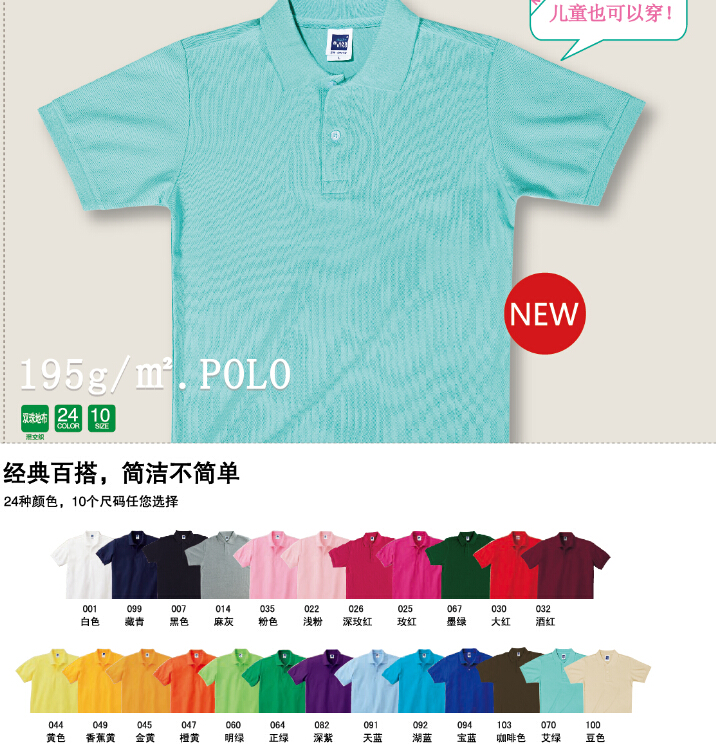 儿童也可以穿！
NEW
195g/㎡.POLO
双珠地布 24 COLOR 10 SIZE
混交织
经典百搭，简洁不简单
24种颜色，10个尺码任您选择
001 099 007 014 035 022 026 025 067 030 032
白色 藏青 黑色 麻灰 粉色 浅粉 深玫红 玫红 墨绿 大红 酒红
044 049 045 047 060 064 082 091 092 094 103 070 100
黄色 香蕉黄 金黄 橙黄 明绿 正绿 深紫 天蓝 湖蓝 宝蓝 咖啡色 艾绿 豆色